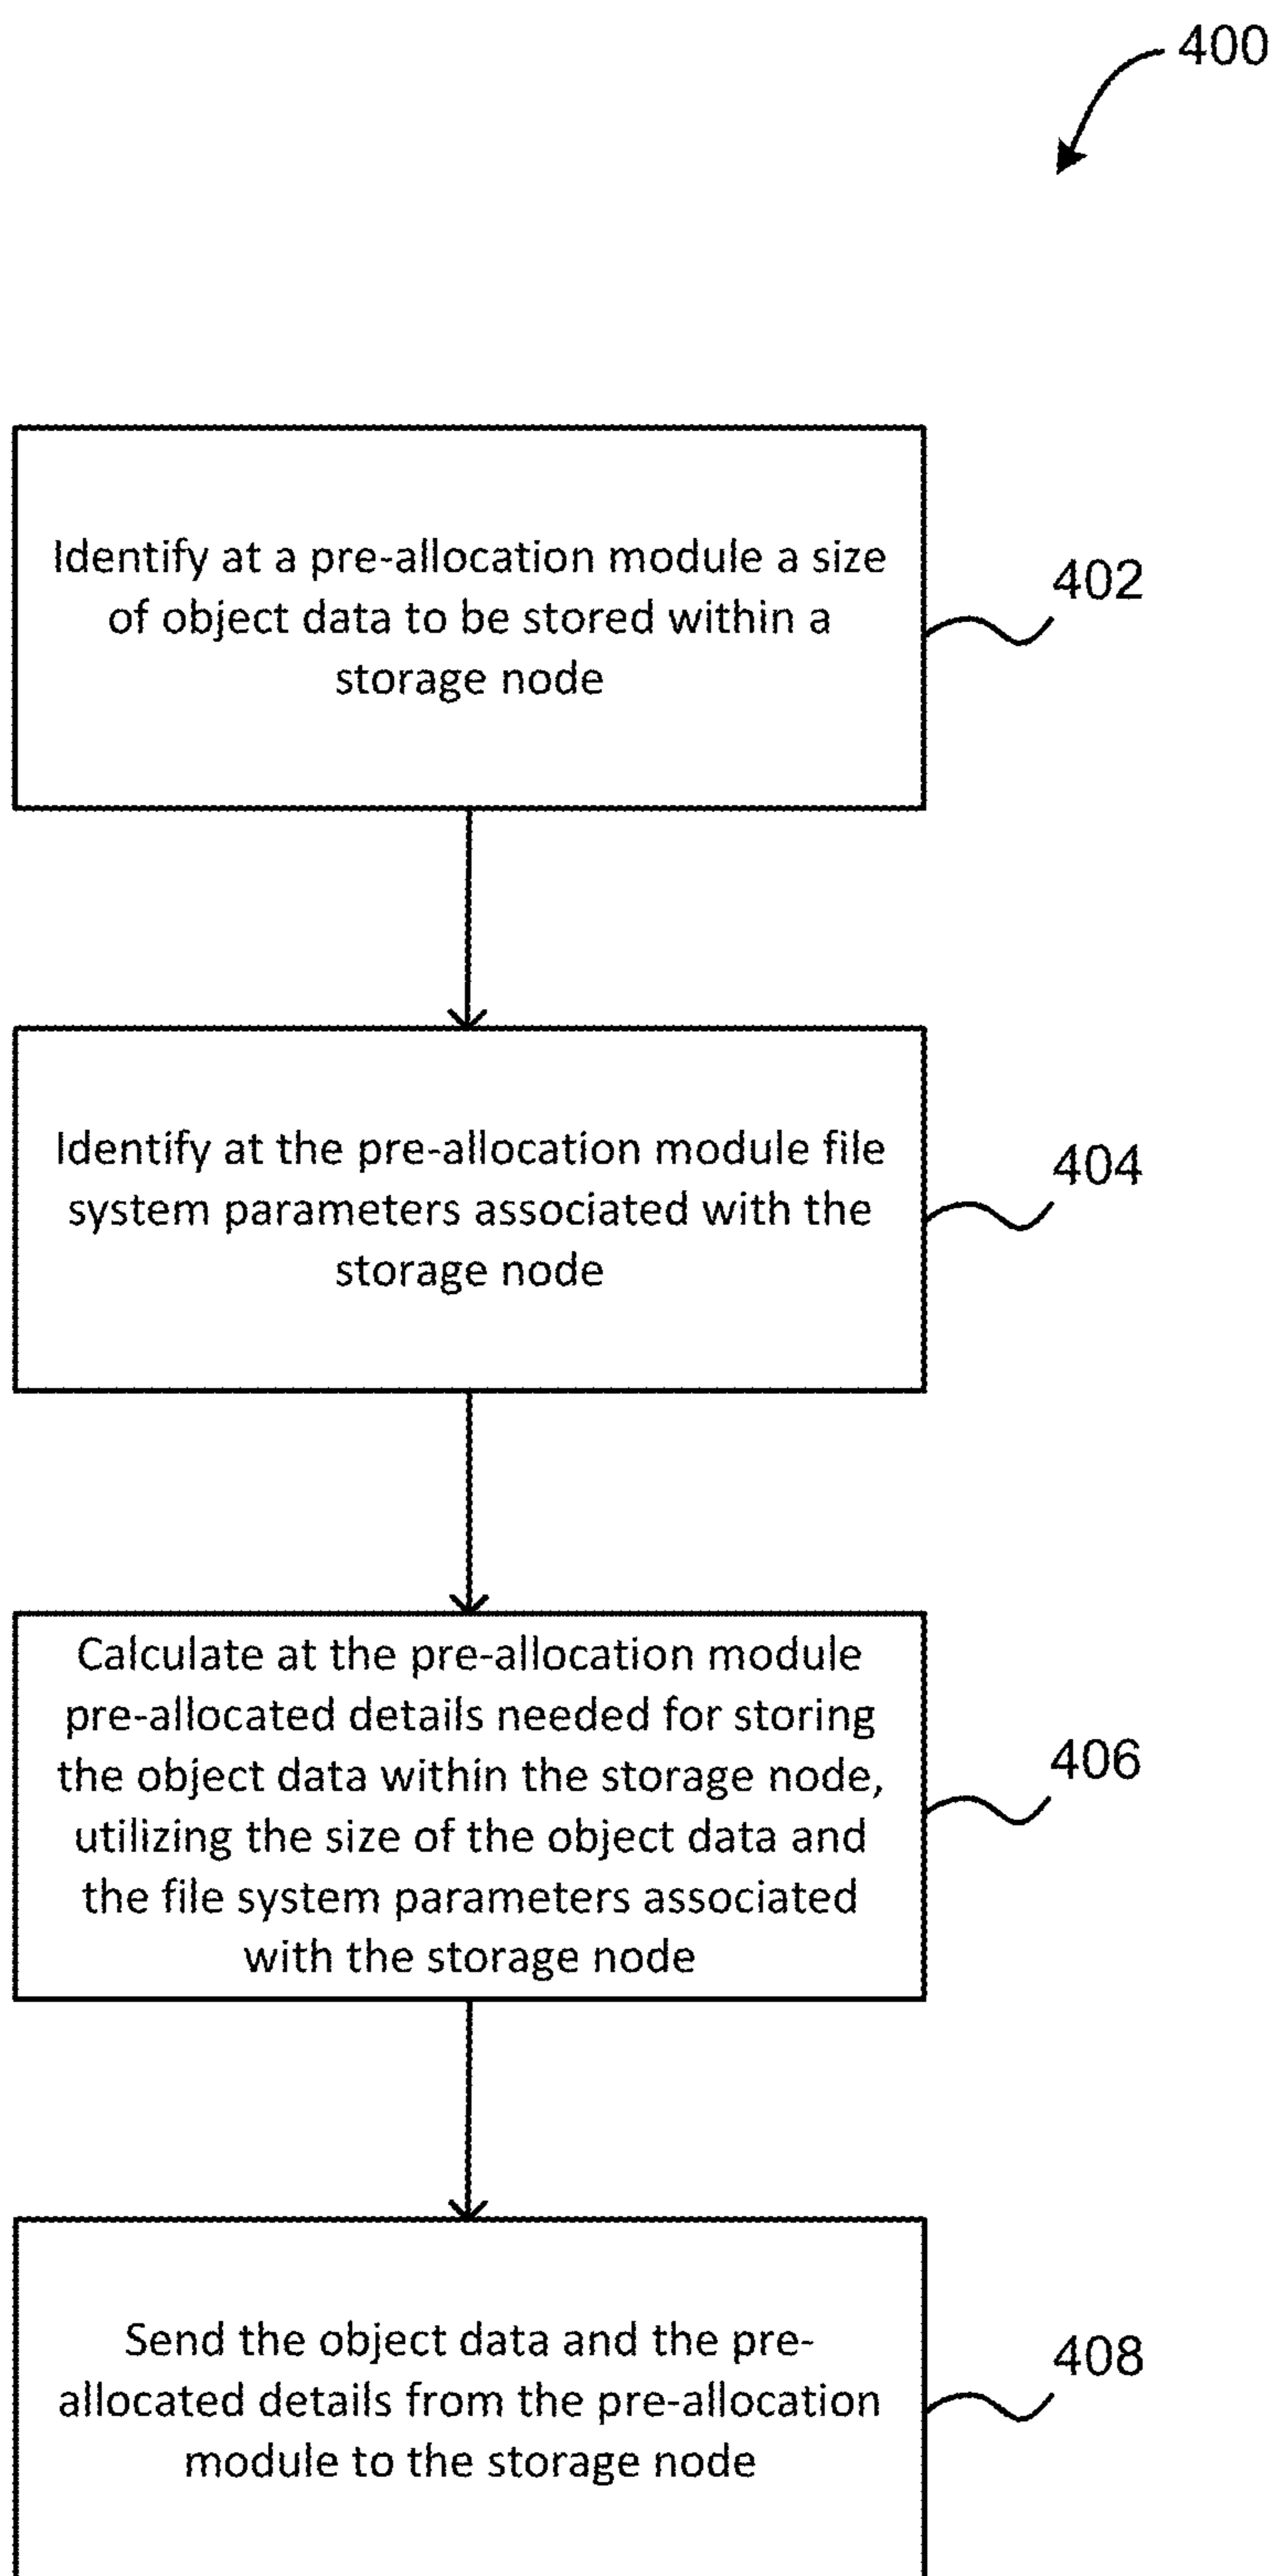 400
Identify at a pre-allocation module a size
of object data to be stored within a
storage node
402
Identify at the pre-allocation module file
system parameters associated with the
storage node
404
Calculate at the pre-allocation module
pre-allocated details needed for storing
the object data within the storage node,
utilizing the size of the object data and
the file system parameters associated
with the storage node
406
Send the object data and the pre-
allocated details from the pre-allocation
module to the storage node
408